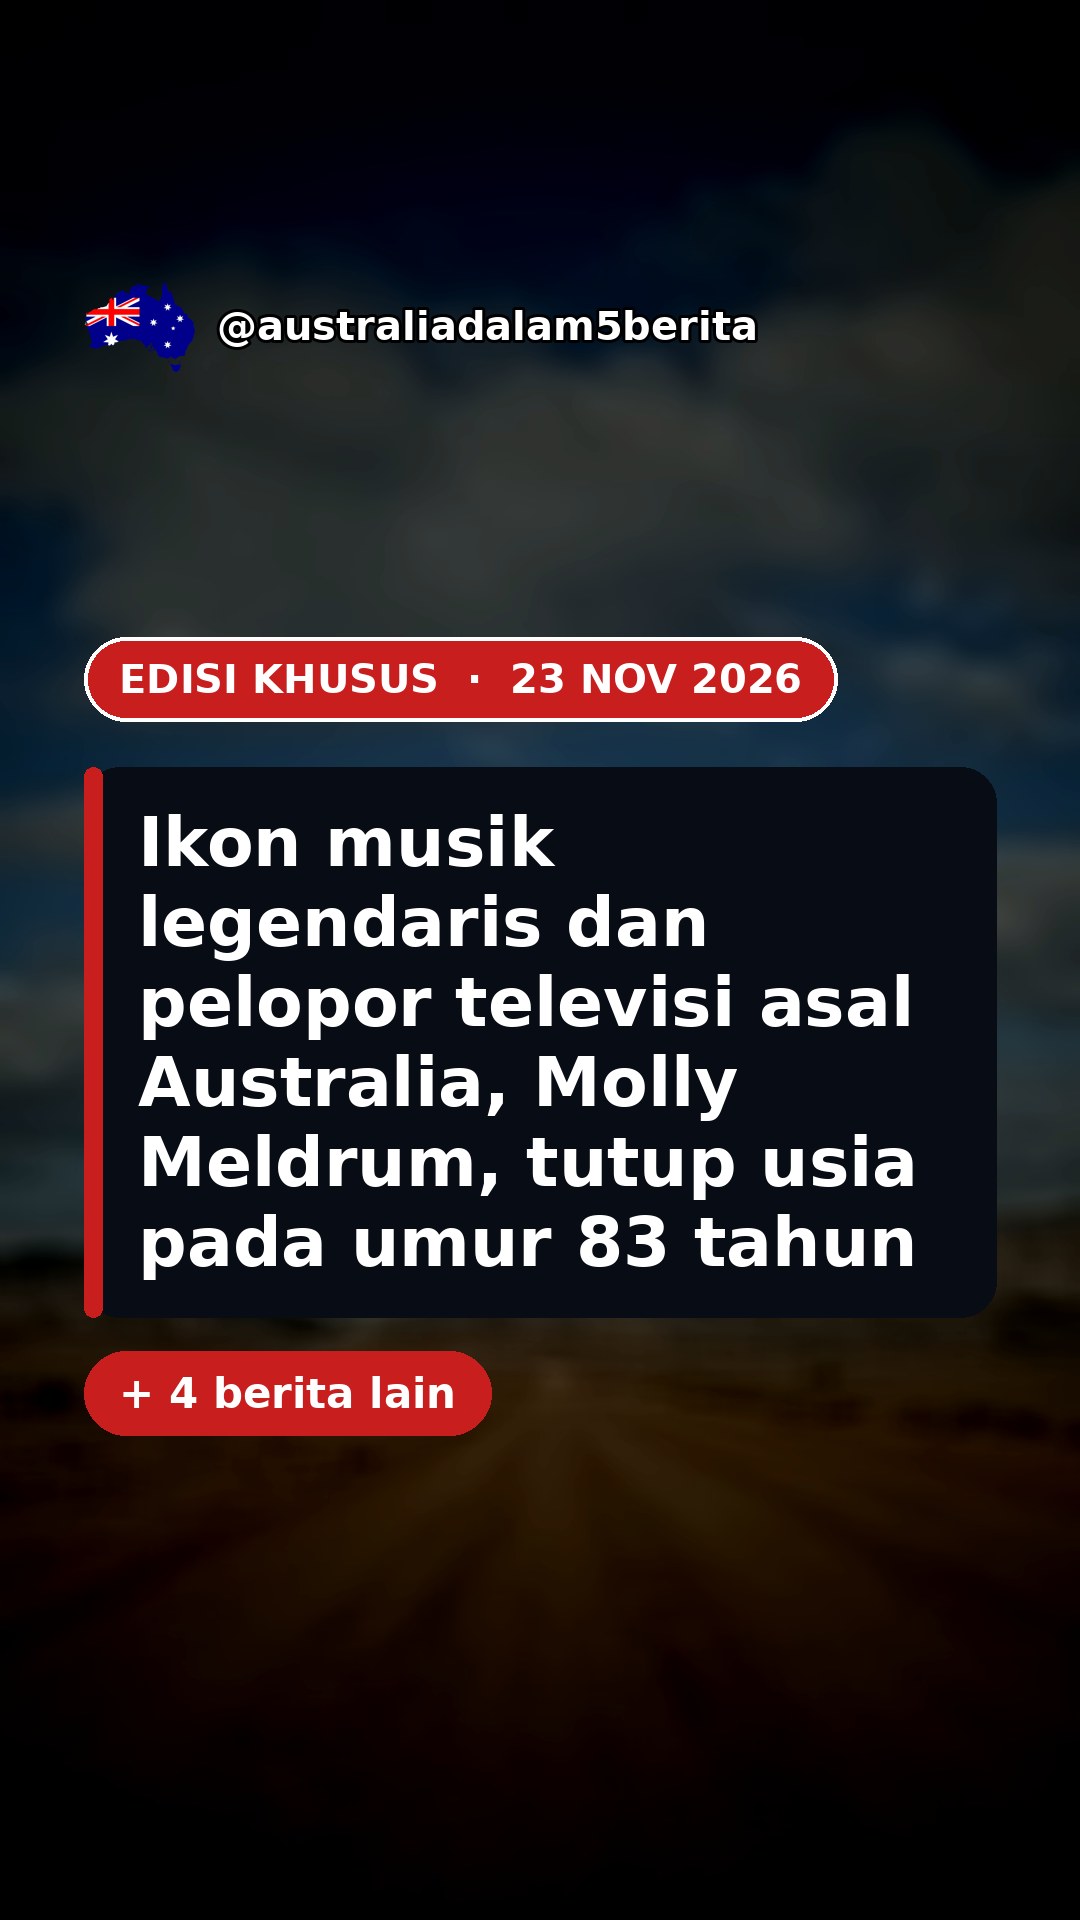 @australiadalam5berita
EDISI KHUSUS · 23 NOV 2026
Ikon musik
legendaris dan
pelopor televisi asal
Australia, Molly
Meldrum, tutup usia
pada umur 83 tahun
+ 4 berita lain